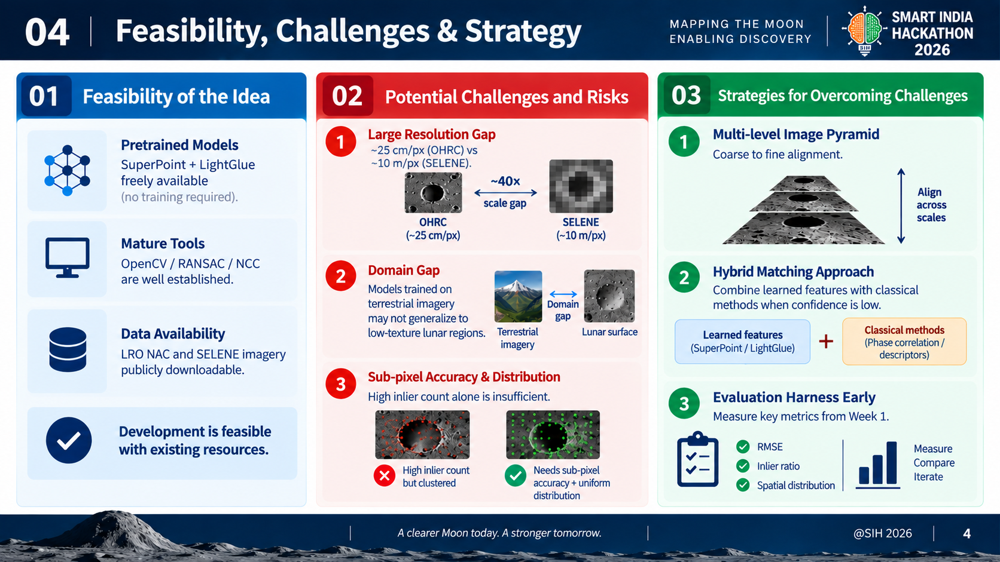 04
Feasibility, Challenges & Strategy
MAPPING THE MOON
ENABLING DISCOVERY
SIH
SMART INDIA
HACKATHON
2026
01
Feasibility of the Idea
Pretrained Models
SuperPoint + LightGlue
freely available
(no training required).
Mature Tools
OpenCV / RANSAC / NCC
are well established.
Data Availability
LRO NAC and SELENE imagery
publicly downloadable.
Development is feasible
with existing resources.
02
Potential Challenges and Risks
1
Large Resolution Gap
~25 cm/px (OHRC) vs
~10 m/px (SELENE).
~40x
scale gap
OHRC
(~25 cm/px)
SELENE
(~10 m/px)
2
Domain Gap
Models trained on
terrestrial imagery
may not generalize to
low-texture lunar regions.
Domain
gap
Terrestrial
imagery
Lunar surface
3
Sub-pixel Accuracy & Distribution
High inlier count alone is insufficient.
High inlier count
but clustered
Needs sub-pixel
accuracy + uniform
distribution
03
Strategies for Overcoming Challenges
1
Multi-level Image Pyramid
Coarse to fine alignment.
Align
across
scales
2
Hybrid Matching Approach
Combine learned features with classical
methods when confidence is low.
Learned features
(SuperPoint / LightGlue)
+
Classical methods
(Phase correlation /
descriptors)
3
Evaluation Harness Early
Measure key metrics from Week 1.
RMSE
Inlier ratio
Spatial distribution
Measure
Compare
Iterate
A clearer Moon today. A stronger tomorrow.
@SIH 2026
4